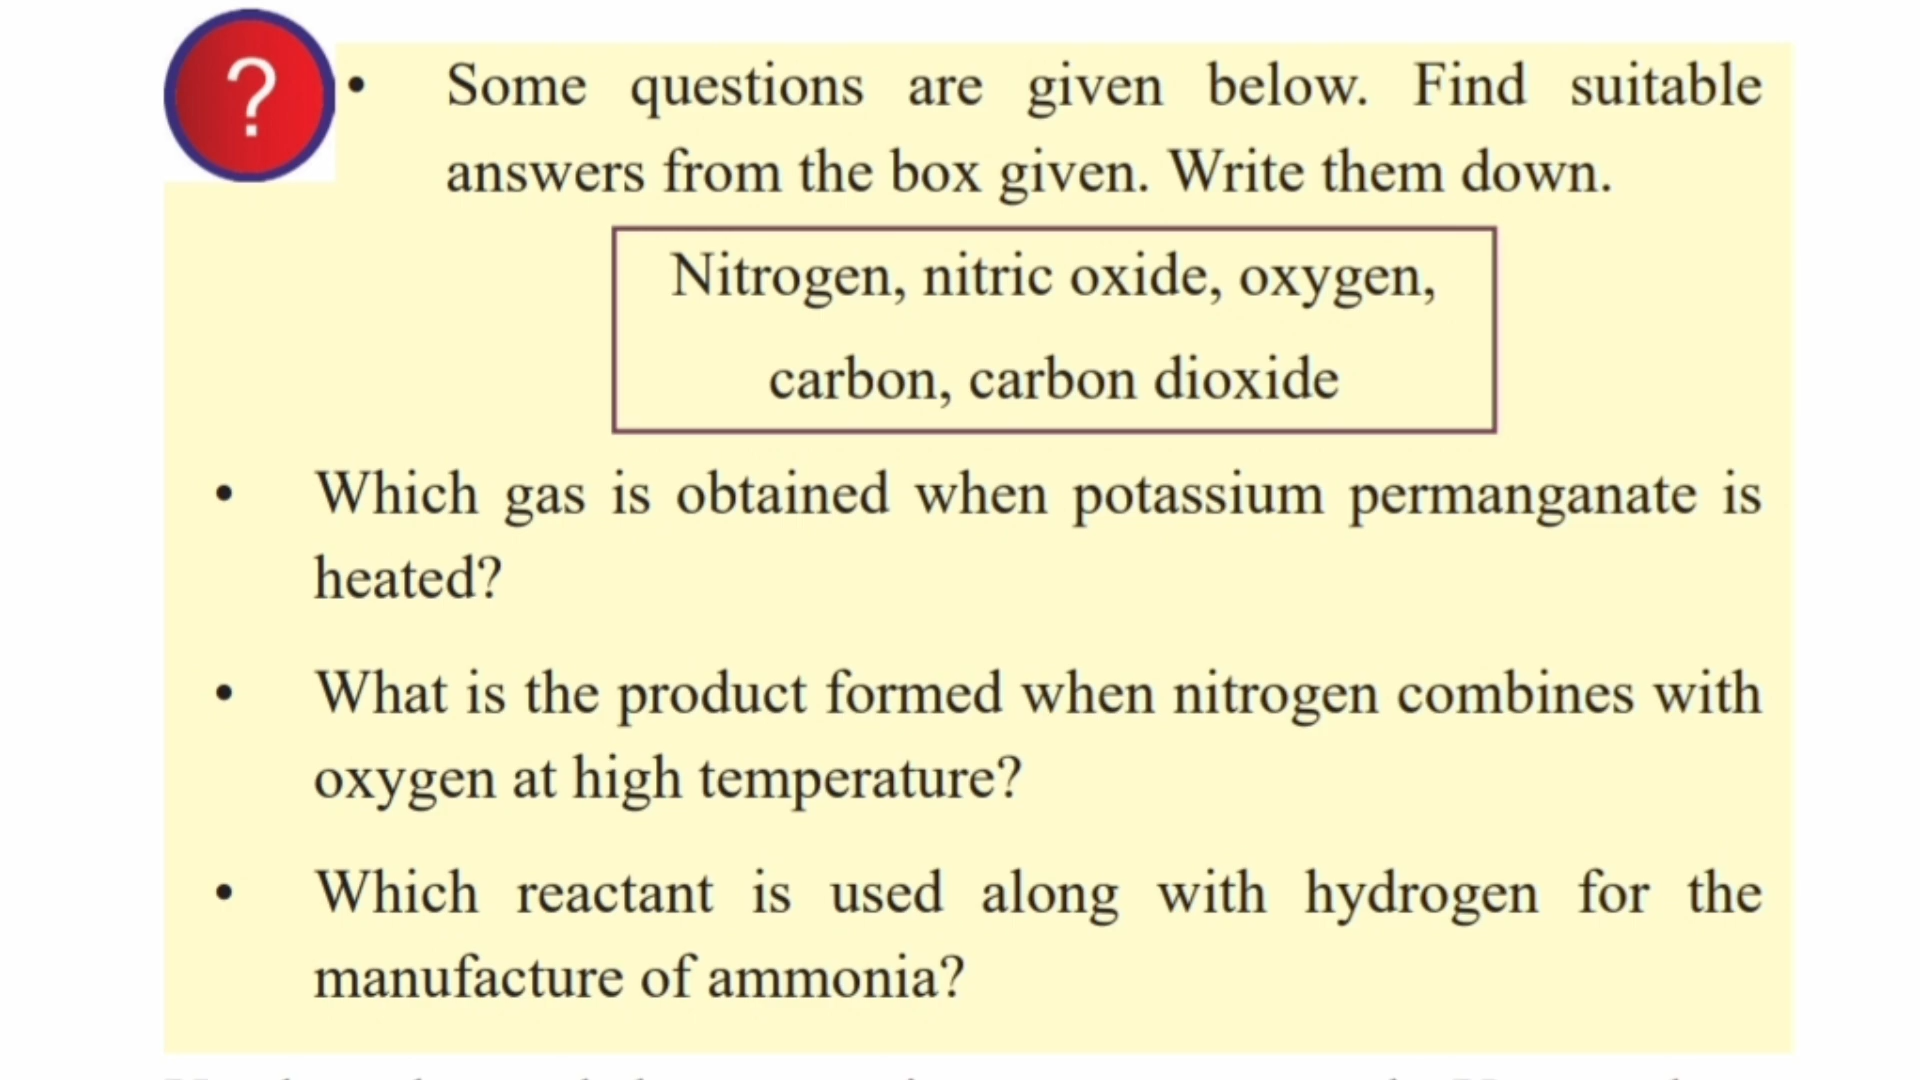 ?
• Some questions are given below. Find suitable
answers from the box given. Write them down.
Nitrogen, nitric oxide, oxygen,
carbon, carbon dioxide
• Which gas is obtained when potassium permanganate is
heated?
• What is the product formed when nitrogen combines with
oxygen at high temperature?
• Which reactant is used along with hydrogen for the
manufacture of ammonia?